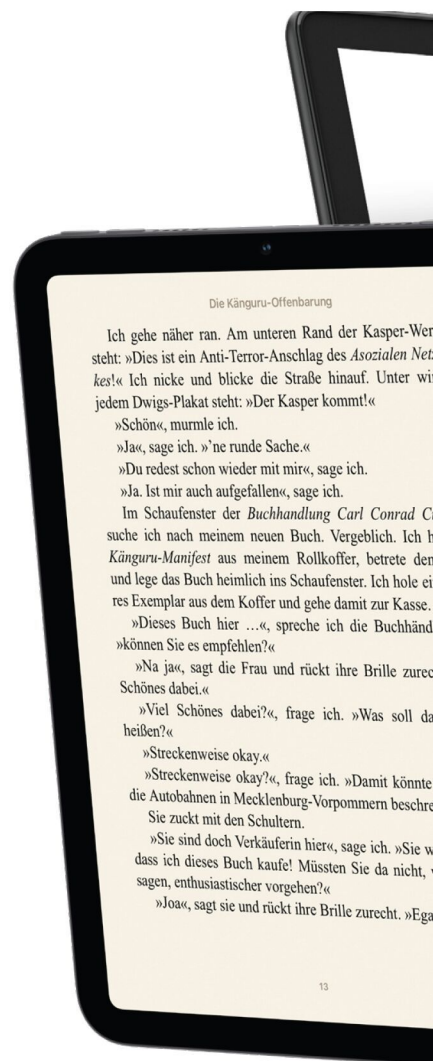 Die Känguru-Offenbarung
Ich gehe näher ran. Am unteren Rand der Kasper-Wer
steht: »Dies ist ein Anti-Terror-Anschlag des Asozialen Net
kes!« Ich nicke und blicke die Straße hinauf. Unter wi
jedem Dwigs-Plakat steht: »Der Kasper kommt!«
»Schön«, murmle ich.
»Ja«, sage ich. »’ne runde Sache.«
»Du redest schon wieder mit mir«, sage ich.
»Ja. Ist mir auch aufgefallen«, sage ich.
Im Schaufenster der Buchhandlung Carl Conrad C
suche ich nach meinem neuen Buch. Vergeblich. Ich h
Känguru-Manifest aus meinem Rollkoffer, betrete den
und lege das Buch heimlich ins Schaufenster. Ich hole ei
res Exemplar aus dem Koffer und gehe damit zur Kasse.
»Dieses Buch hier …«, spreche ich die Buchhänd
»können Sie es empfehlen?«
»Na ja«, sagt die Frau und rückt ihre Brille zurec
Schönes dabei.«
»Viel Schönes dabei?«, frage ich. »Was soll da
heißen?«
»Streckenweise okay.«
»Streckenweise okay?«, frage ich. »Damit könnte
die Autobahnen in Mecklenburg-Vorpommern beschre
Sie zuckt mit den Schultern.
»Sie sind doch Verkäuferin hier«, sage ich. »Sie w
dass ich dieses Buch kaufe! Müssten Sie da nicht,
sagen, enthusiastischer vorgehen?«
»Joa«, sagt sie und rückt ihre Brille zurecht. »Ega
13